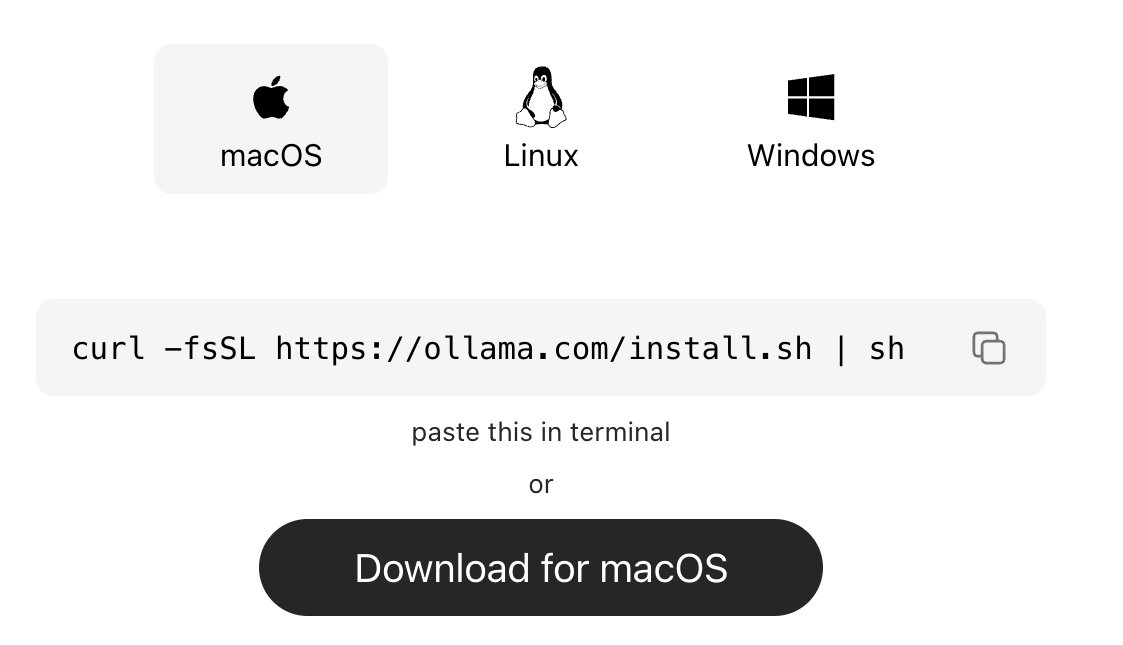 macOS Linux Windows
curl -fsSL https://ollama.com/install.sh | sh
paste this in terminal
or
Download for macOS